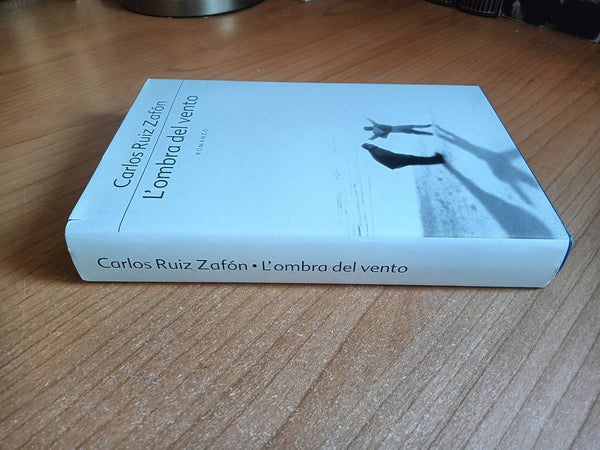 Carlos Ruiz Zafón
L'ombra del vento
ROMANZO
Carlos Ruiz Zafón • L'ombra del vento